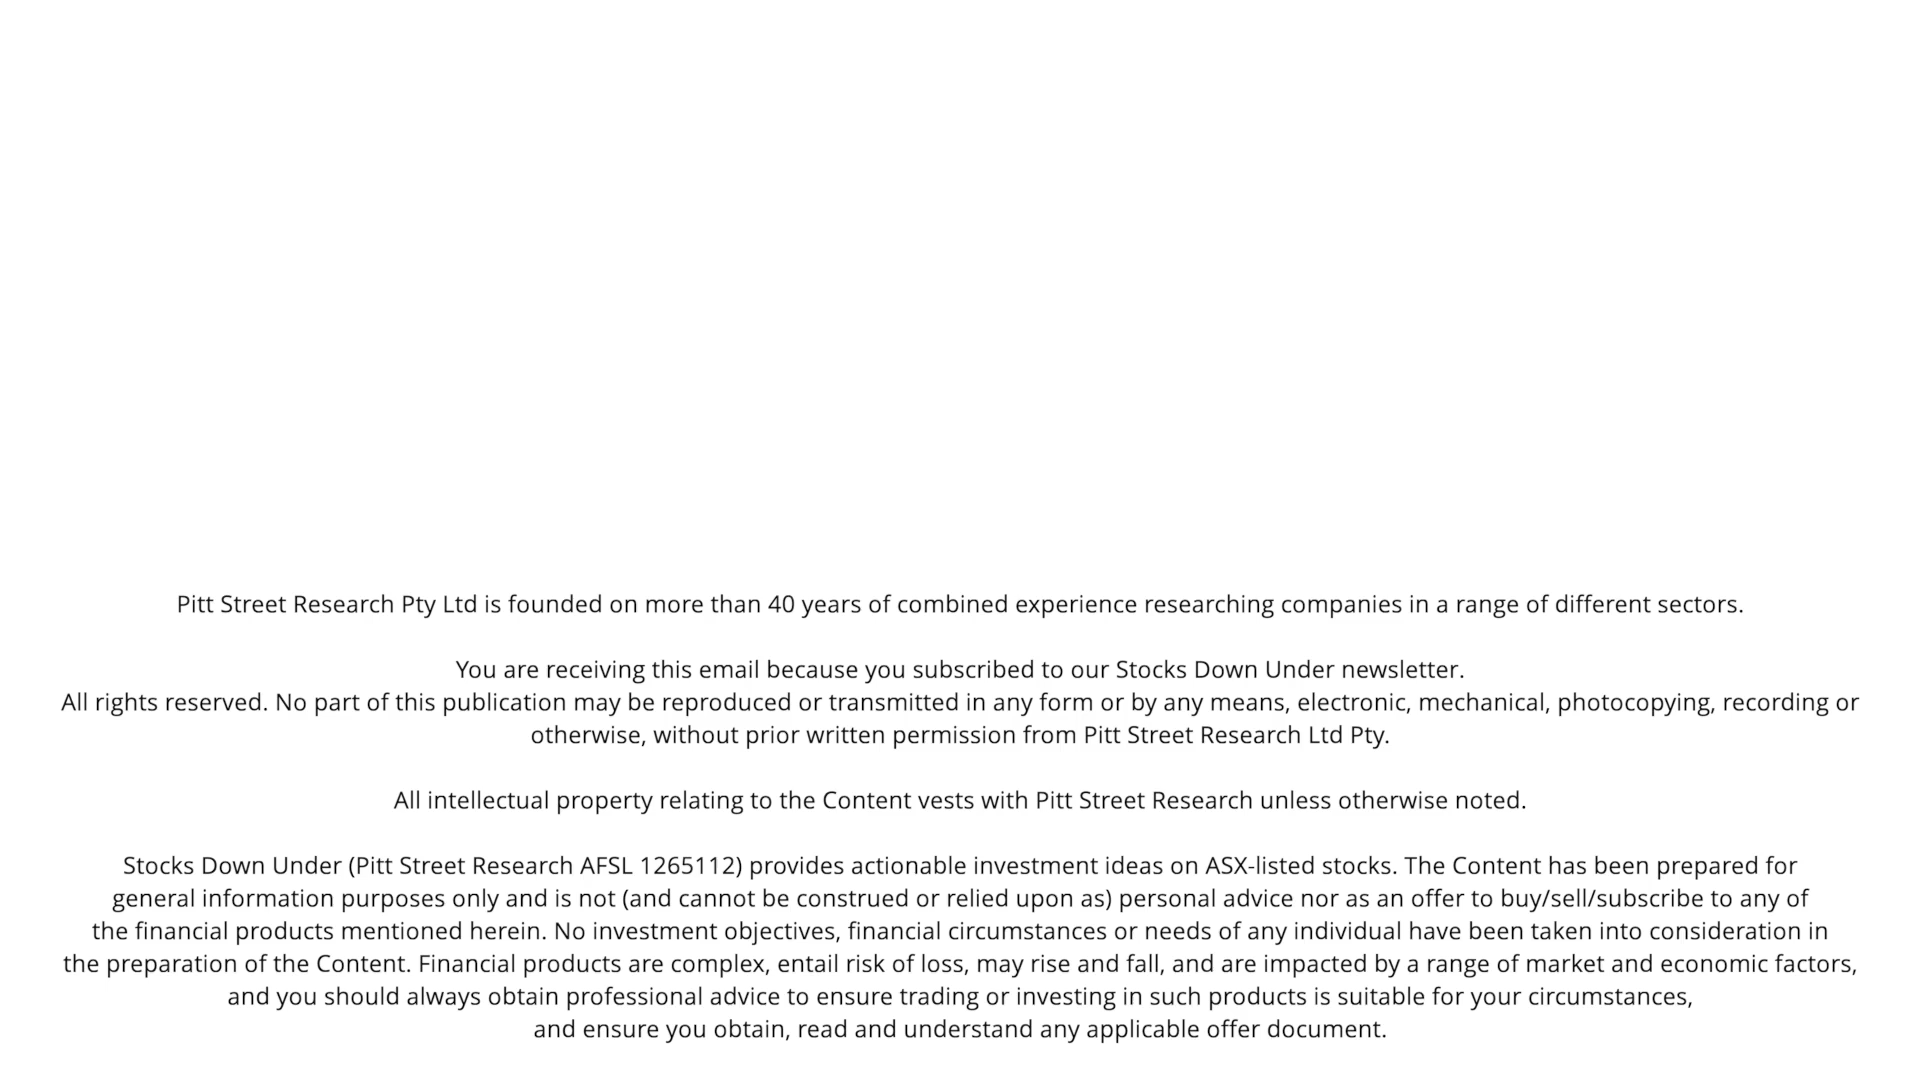 Pitt Street Research Pty Ltd is founded on more than 40 years of combined experience researching companies in a range of different sectors.
You are receiving this email because you subscribed to our Stocks Down Under newsletter.
All rights reserved. No part of this publication may be reproduced or transmitted in any form or by any means, electronic, mechanical, photocopying, recording or
otherwise, without prior written permission from Pitt Street Research Ltd Pty.
All intellectual property relating to the Content vests with Pitt Street Research unless otherwise noted.
Stocks Down Under (Pitt Street Research AFSL 1265112) provides actionable investment ideas on ASX-listed stocks. The Content has been prepared for
general information purposes only and is not (and cannot be construed or relied upon as) personal advice nor as an offer to buy/sell/subscribe to any of
the financial products mentioned herein. No investment objectives, financial circumstances or needs of any individual have been taken into consideration in
the preparation of the Content. Financial products are complex, entail risk of loss, may rise and fall, and are impacted by a range of market and economic factors,
and you should always obtain professional advice to ensure trading or investing in such products is suitable for your circumstances,
and ensure you obtain, read and understand any applicable offer document.